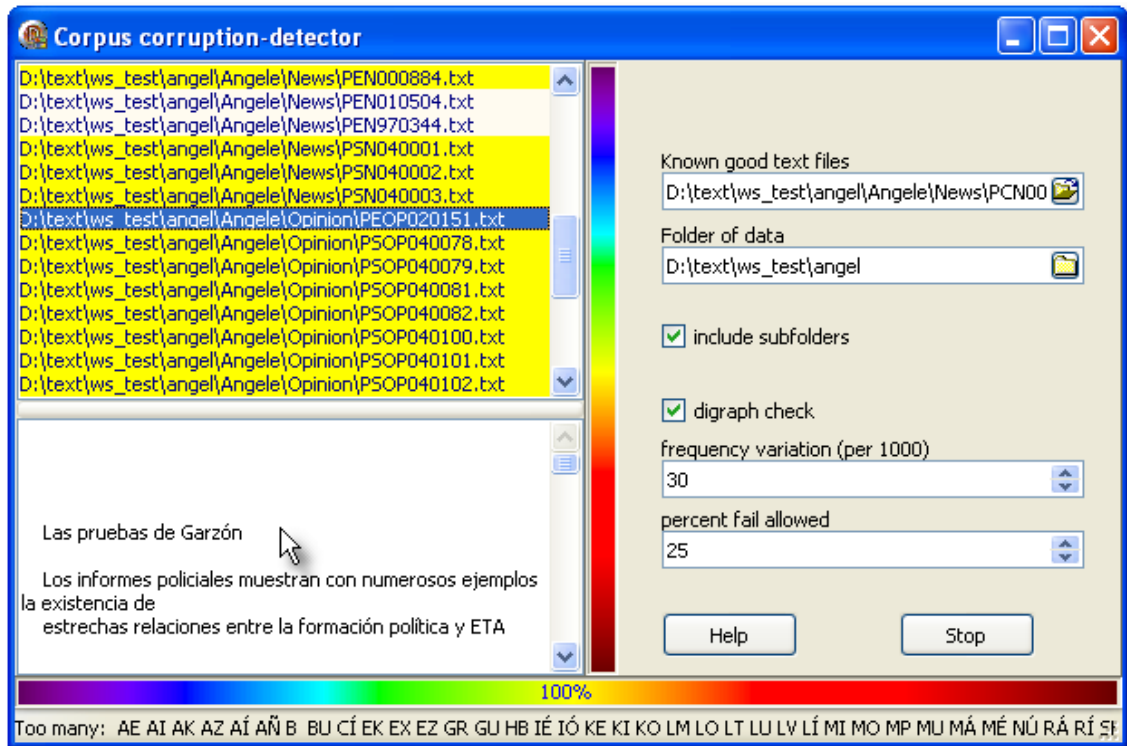 Corpus corruption-detector
D:\text\ws_test\angel\Angele\News\PEN000884.txt
D:\text\ws_test\angel\Angele\News\PEN010504.txt
D:\text\ws_test\angel\Angele\News\PEN970344.txt
D:\text\ws_test\angel\Angele\News\PSN040001.txt
D:\text\ws_test\angel\Angele\News\PSN040002.txt
D:\text\ws_test\angel\Angele\News\PSN040003.txt
D:\text\ws_test\angel\Angele\Opinion\PEOP020151.txt
D:\text\ws_test\angel\Angele\Opinion\PSOP040078.txt
D:\text\ws_test\angel\Angele\Opinion\PSOP040079.txt
D:\text\ws_test\angel\Angele\Opinion\PSOP040081.txt
D:\text\ws_test\angel\Angele\Opinion\PSOP040082.txt
D:\text\ws_test\angel\Angele\Opinion\PSOP040100.txt
D:\text\ws_test\angel\Angele\Opinion\PSOP040101.txt
D:\text\ws_test\angel\Angele\Opinion\PSOP040102.txt
Las pruebas de Garzón
Los informes policiales muestran con numerosos ejemplos
la existencia de
estrechas relaciones entre la formación política y ETA
Known good text files
D:\text\ws_test\angel\Angele\News\PCN00
Folder of data
D:\text\ws_test\angel
include subfolders
digraph check
frequency variation (per 1000)
30
percent fail allowed
25
Help
Stop
100%
Too many: AE AI AK AZ AÍ AÑ B BU CÍ EK EX EZ GR GU HB IÉ IÓ KE KI KO LM LO LT LU LV LÍ MI MO MP MU MÁ MÉ NÚ RÁ RÍ